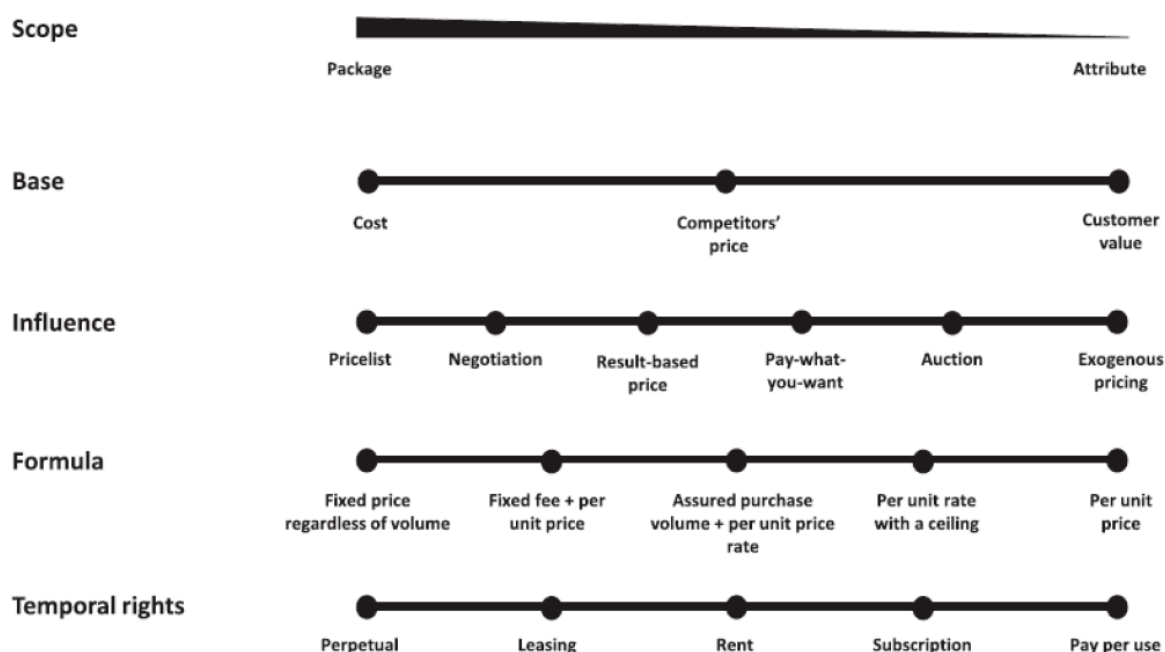 Scope
Package
Attribute
Base
Cost
Competitors'
price
Customer
value
Influence
Pricelist
Negotiation
Result-based
price
Pay-what-
you-want
Auction
Exogenous
pricing
Formula
Fixed price
regardless of volume
Fixed fee + per
unit price
Assured purchase
volume + per unit price
rate
Per unit rate
with a ceiling
Per unit
price
Temporal rights
Perpetual
Leasing
Rent
Subscription
Pay per use